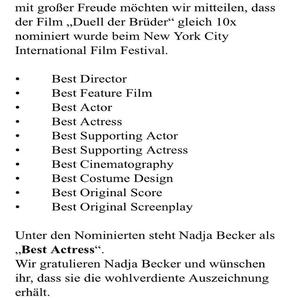 mit großer Freude möchten wir mitteilen, dass
der Film „Duell der Brüder“ gleich 10x
nominiert wurde beim New York City
International Film Festival.
• Best Director
• Best Feature Film
• Best Actor
• Best Actress
• Best Supporting Actor
• Best Supporting Actress
• Best Cinematography
• Best Costume Design
• Best Original Score
• Best Original Screenplay
Unter den Nominierten steht Nadja Becker als
„Best Actress“.
Wir gratulieren Nadja Becker und wünschen
ihr, dass sie die wohlverdiente Auszeichnung
erhält.